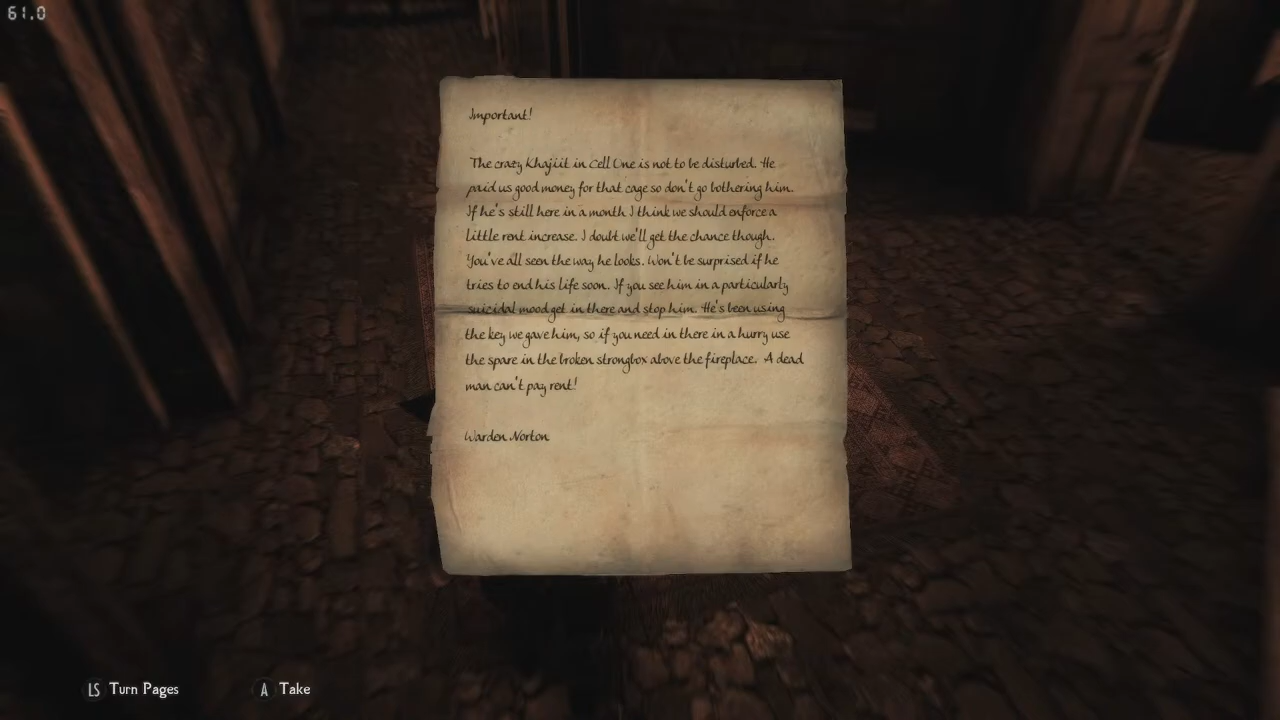 61.0
Important!
The crazy Khajiit in Cell One is not to be disturbed. He
paid us good money for that cage so don't go bothering him.
If he's still here in a month I think we should enforce a
little rent increase. I doubt we'll get the chance though.
You've all seen the way he looks. Won't be surprised if he
tries to end his life soon. If you see him in a particularly
suicidal mood get in there and stop him. He's been using
the key we gave him, so if you need in there in a hurry use
the spare in the broken strongbox above the fireplace. A dead
man can't pay rent!
Warden Norton
LS Turn Pages
A Take